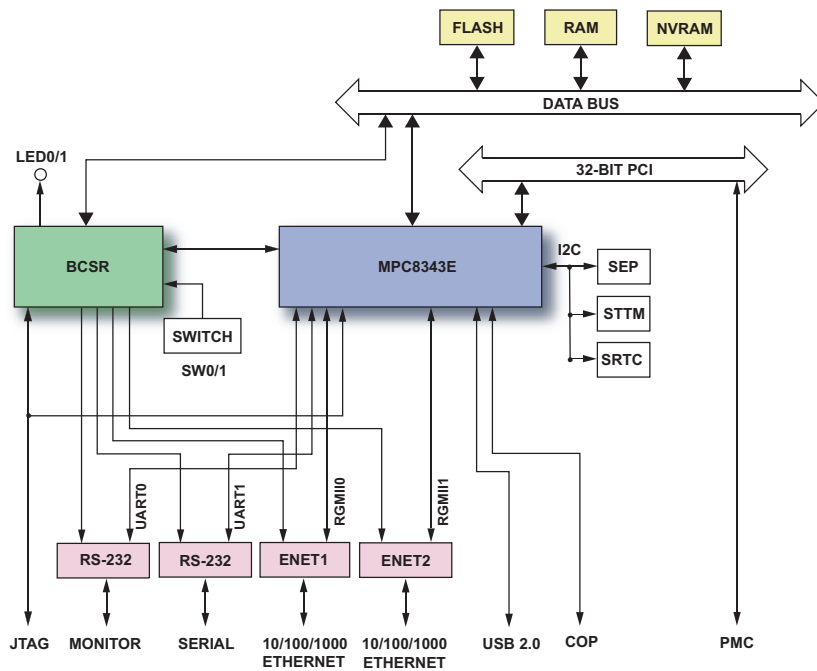 FLASH
RAM
NVRAM
DATA BUS
LED0/1
32-BIT PCI
BCSR
MPC8343E
I2C
SEP
STTM
SRTC
SWITCH
SW0/1
UART0
UART1
RGMII0
RGMII1
RS-232
RS-232
ENET1
ENET2
JTAG
MONITOR
SERIAL
10/100/1000
ETHERNET
10/100/1000
ETHERNET
USB 2.0
COP
PMC